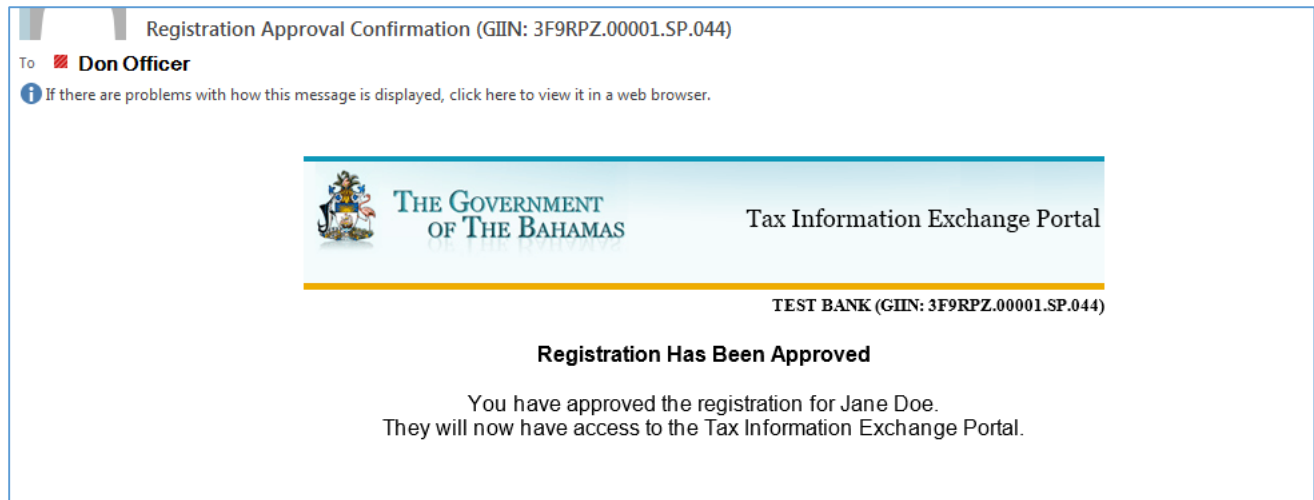 Registration Approval Confirmation (GIIN: 3F9RPZ.00001.SP.044)
To Don Officer
If there are problems with how this message is displayed, click here to view it in a web browser.
THE GOVERNMENT
OF THE BAHAMAS
Tax Information Exchange Portal
TEST BANK (GIIN: 3F9RPZ.00001.SP.044)
Registration Has Been Approved
You have approved the registration for Jane Doe.
They will now have access to the Tax Information Exchange Portal.